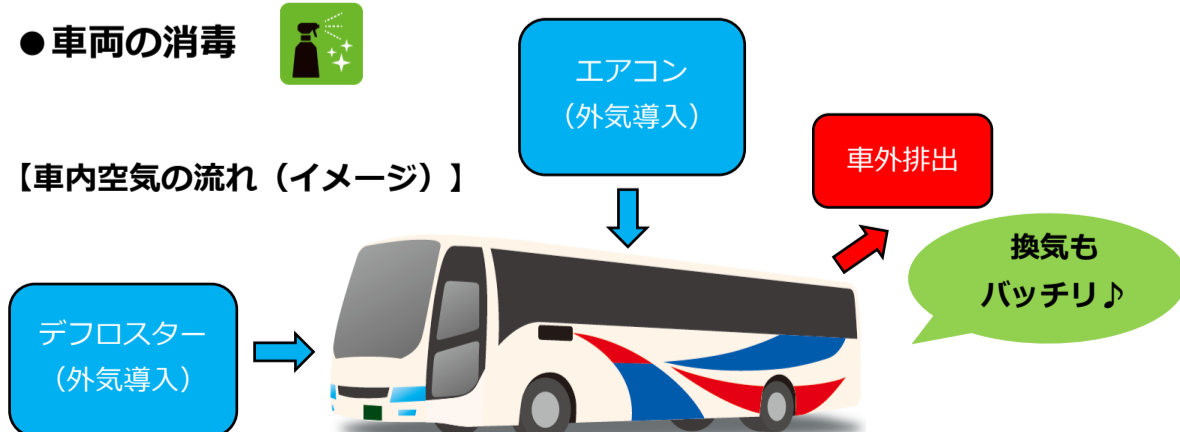 ●車両の消毒
エアコン
（外気導入）
車外排出
【車内空気の流れ（イメージ）】
換気も
バッチリ♪
デフロスター
（外気導入）